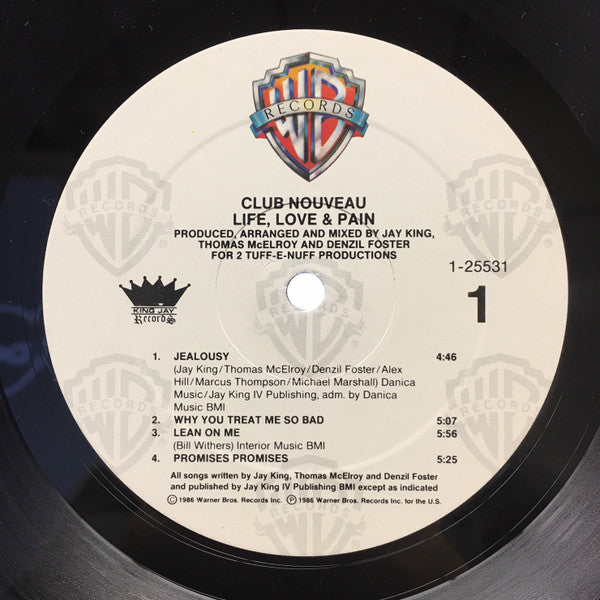 WB
RECORDS
CLUB NOUVEAU
LIFE, LOVE & PAIN
PRODUCED, ARRANGED AND MIXED BY JAY KING,
THOMAS McELROY AND DENZIL FOSTER
FOR 2 TUFF-E-NUFF PRODUCTIONS
1-25531
1
KING JAY
Records
1. JEALOUSY 4:46
(Jay King/Thomas McElroy/Denzil Foster/Alex
Hill/Marcus Thompson/Michael Marshall) Danica
Music/Jay King IV Publishing, adm. by Danica
Music BMI
2. WHY YOU TREAT ME SO BAD 5:07
3. LEAN ON ME 5:56
(Bill Withers) Interior Music BMI
4. PROMISES PROMISES 5:25
All songs written by Jay King, Thomas McElroy and Denzil Foster
and published by Jay King IV Publishing BMI except as indicated
©1986 Warner Bros. Records Inc. ℗1986 Warner Bros. Records Inc. for the U.S.